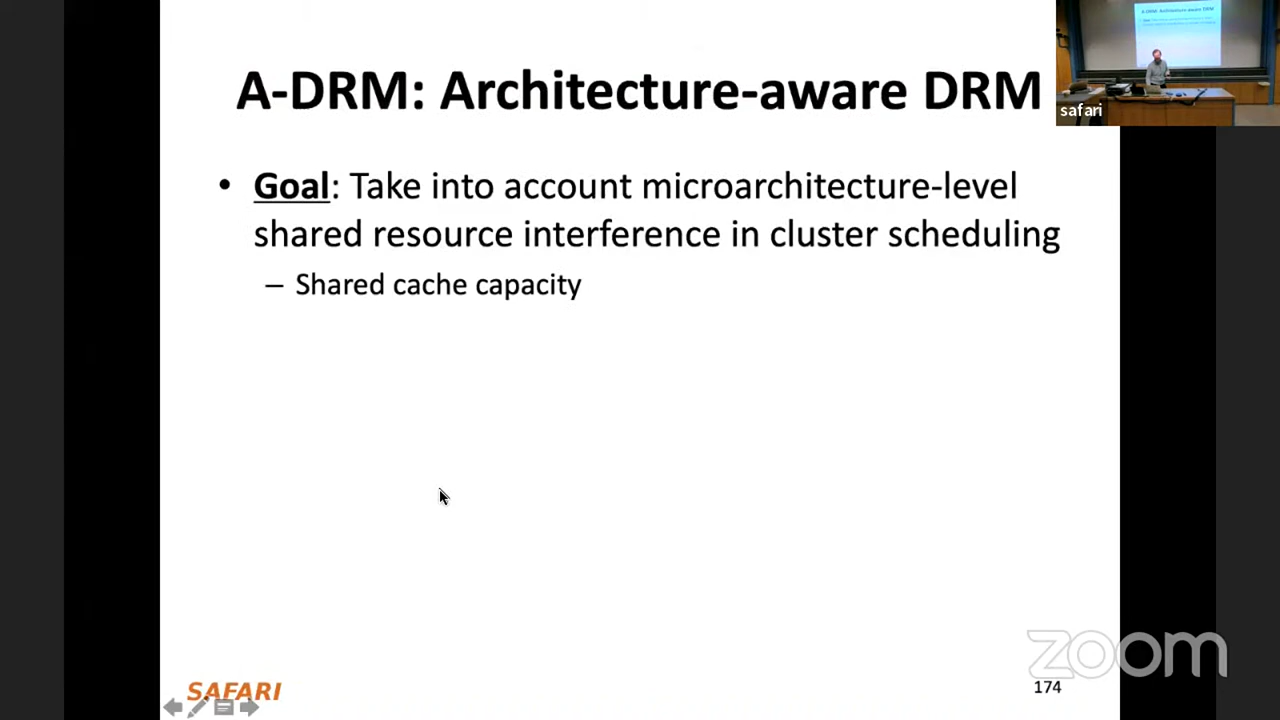 A-DRM: Architecture-aware DRM
safari
• Goal: Take into account microarchitecture-level
shared resource interference in cluster scheduling
– Shared cache capacity
SAFARI
174
zoom